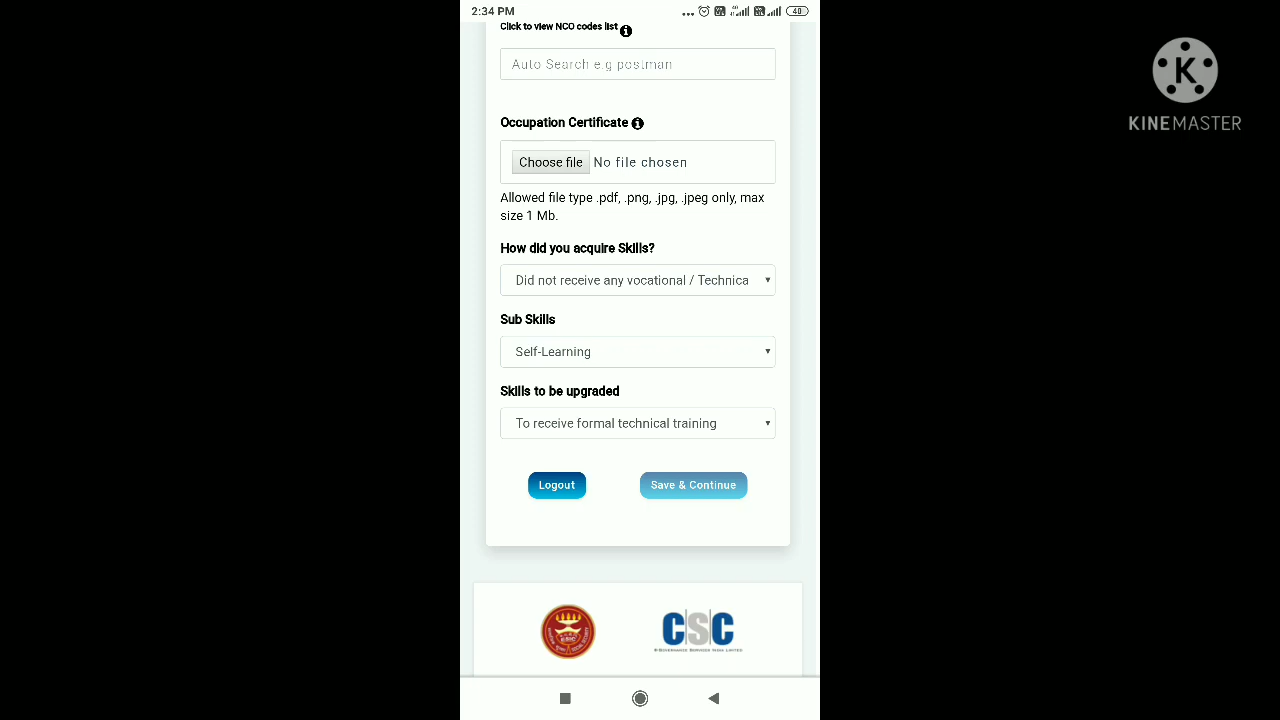 2:34 PM
40
Click to view NCO codes list
Auto Search e.g postman
Occupation Certificate
Choose file No file chosen
Allowed file type .pdf, .png, .jpg, .jpeg only, max
size 1 Mb.
How did you acquire Skills?
Did not receive any vocational / Technica
Sub Skills
Self-Learning
Skills to be upgraded
To receive formal technical training
Logout
Save & Continue
CSC
K
KINEMASTER